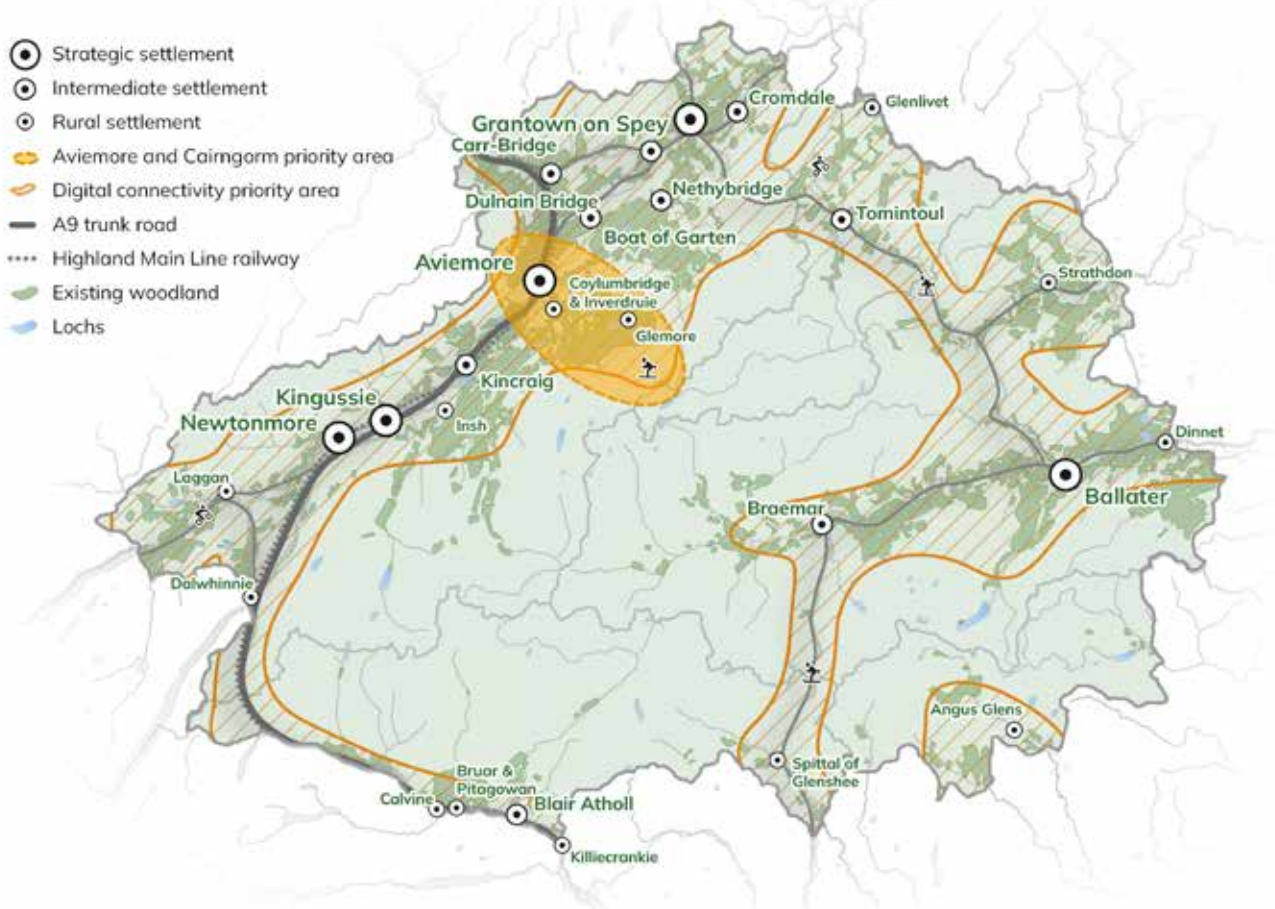 Strategic settlement
Intermediate settlement
Rural settlement
Aviemore and Cairngorm priority area
Digital connectivity priority area
A9 trunk road
Highland Main Line railway
Existing woodland
Lochs
Cromdale
Glenlivet
Grantown on Spey
Carr-Bridge
Nethybridge
Dulnain Bridge
Tomintoul
Boat of Garten
Aviemore
Strathdon
Coylumbridge
& Inverdruie
Glemore
Kincraig
Kingussie
Newtonmore
Insh
Dinnet
Laggan
Ballater
Braemar
Dalwhinnie
Angus Glens
Spittal of
Glenshee
Bruar &
Pitagowan
Calvine
Blair Atholl
Killiecrankie